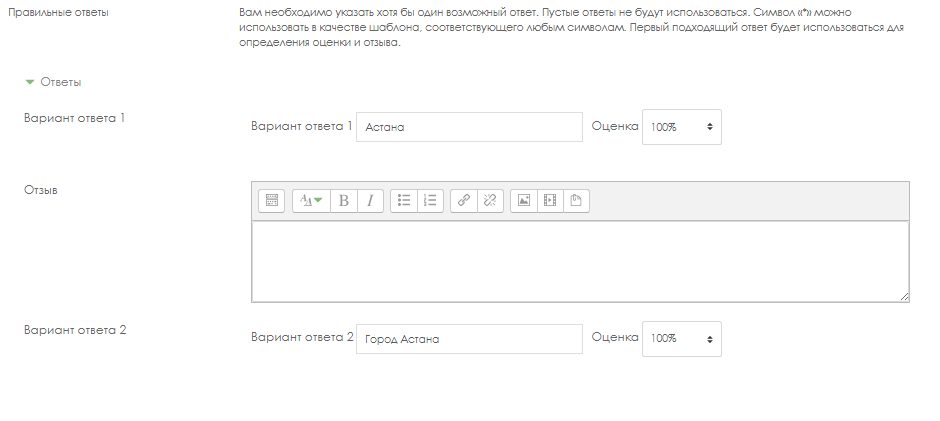 Правильные ответы
Вам необходимо указать хотя бы один возможный ответ. Пустые ответы не будут использоваться. Символ «*» можно
использовать в качестве шаблона, соответствующего любым символам. Первый подходящий ответ будет использоваться для
определения оценки и отзыва.
Ответы
Вариант ответа 1
Вариант ответа 1 Астана Оценка 100%
Отзыв
Вариант ответа 2
Вариант ответа 2 Город Астана Оценка 100%